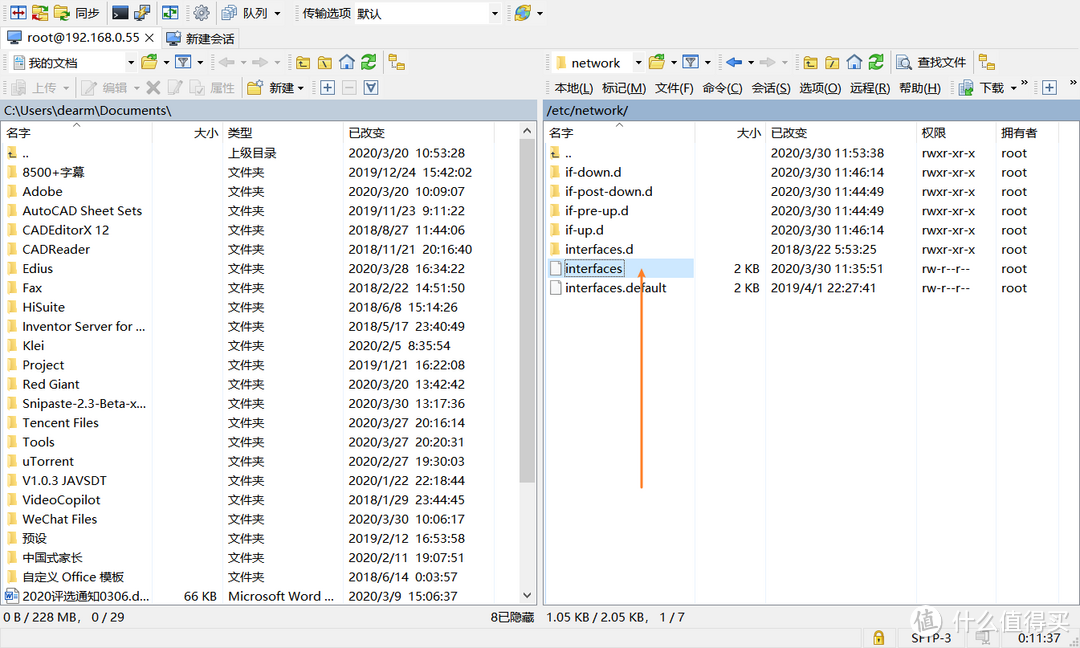 同步 队列 传输选项 默认
root@192.168.0.55 新建会话
我的文档
上传 编辑 属性 新建
C:\Users\dearm\Documents\
名字 大小 类型 已改变
.. 上级目录 2020/3/20 10:53:28
8500+字幕 文件夹 2019/12/24 15:42:02
Adobe 文件夹 2020/3/20 10:09:07
AutoCAD Sheet Sets 文件夹 2019/11/23 9:11:22
CADEditorX 12 文件夹 2018/8/27 11:44:06
CADReader 文件夹 2018/11/21 20:16:40
Edius 文件夹 2020/3/28 16:34:22
Fax 文件夹 2018/2/22 14:51:50
HiSuite 文件夹 2018/6/8 15:14:26
Inventor Server for ... 文件夹 2018/5/17 23:40:49
Klei 文件夹 2020/2/5 8:35:54
Project 文件夹 2019/1/21 16:22:08
Red Giant 文件夹 2020/3/20 13:42:42
Snipaste-2.3-Beta-x... 文件夹 2020/3/30 13:17:36
Tencent Files 文件夹 2020/3/27 20:16:14
Tools 文件夹 2020/3/27 20:20:31
uTorrent 文件夹 2020/2/27 19:30:03
V1.0.3 JAVSDT 文件夹 2020/1/22 22:18:44
VideoCopilot 文件夹 2018/1/29 23:44:45
WeChat Files 文件夹 2020/3/30 10:06:17
预设 文件夹 2019/2/12 16:53:58
中国式家长 文件夹 2020/2/11 19:07:51
自定义 Office 模板 文件夹 2018/6/14 0:03:57
2020评选通知0306.d... 66 KB Microsoft Word ... 2020/3/9 15:06:37
0 B / 228 MB, 0 / 29 8已隐藏
network 查找文件
本地(L) 标记(M) 文件(F) 命令(C) 会话(S) 选项(O) 远程(R) 帮助(H) 下载
/etc/network/
名字 大小 已改变 权限 拥有者
.. 2020/3/30 11:53:38 rwxr-xr-x root
if-down.d 2020/3/30 11:46:14 rwxr-xr-x root
if-post-down.d 2020/3/30 11:44:49 rwxr-xr-x root
if-pre-up.d 2020/3/30 11:44:49 rwxr-xr-x root
if-up.d 2020/3/30 11:46:14 rwxr-xr-x root
interfaces.d 2018/3/22 5:53:25 rwxr-xr-x root
interfaces 2 KB 2020/3/30 11:35:51 rw-r--r-- root
interfaces.default 2 KB 2019/4/1 22:27:41 rw-r--r-- root
1.05 KB / 2.05 KB, 1 / 7
SFTP-3 0:11:37
值 什么值得买